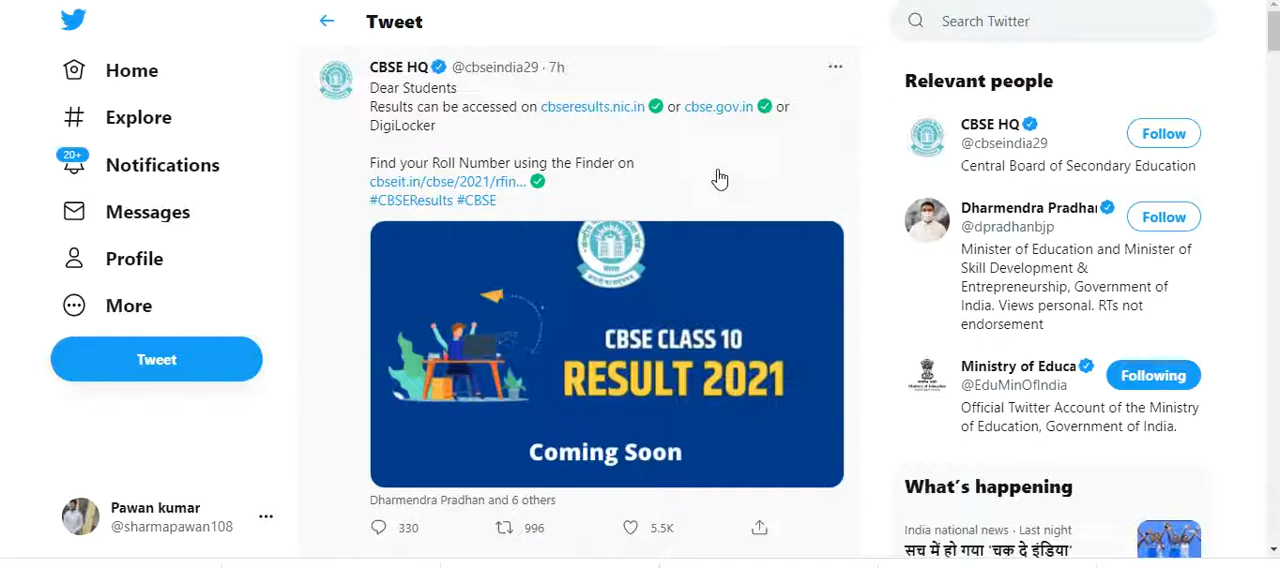 Tweet
Search Twitter
Home
Explore
20+
Notifications
Messages
Profile
More
Tweet
Pawan kumar
@sharmapawan108
CBSE HQ @cbseindia29 · 7h
Dear Students
Results can be accessed on cbseresults.nic.in or cbse.gov.in or
DigiLocker
Find your Roll Number using the Finder on
cbseit.in/cbse/2021/rfin...
#CBSEResults #CBSE
CBSE CLASS 10
RESULT 2021
Coming Soon
Dharmendra Pradhan and 6 others
330 996 5.5K
Relevant people
CBSE HQ
Follow
@cbseindia29
Central Board of Secondary Education
Dharmendra Pradhan
Follow
@dpradhanbjp
Minister of Education and Minister of
Skill Development &
Entrepreneurship, Government of
India. Views personal. RTs not
endorsement
Ministry of Educa
Following
@EduMinOfIndia
Official Twitter Account of the Ministry
of Education, Government of India.
What's happening
India national news · Last night
सच में हो गया 'चक दे इंडिया'